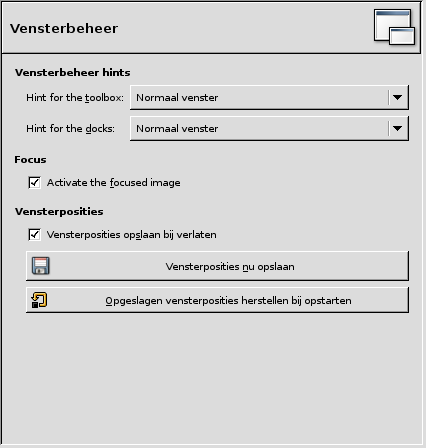 Vensterbeheer
Vensterbeheer hints
Hint for the toolbox: Normaal venster
Hint for the docks: Normaal venster
Focus
Activate the focused image
Vensterposities
Vensterposities opslaan bij verlaten
Vensterposities nu opslaan
Opgeslagen vensterposities herstellen bij opstarten